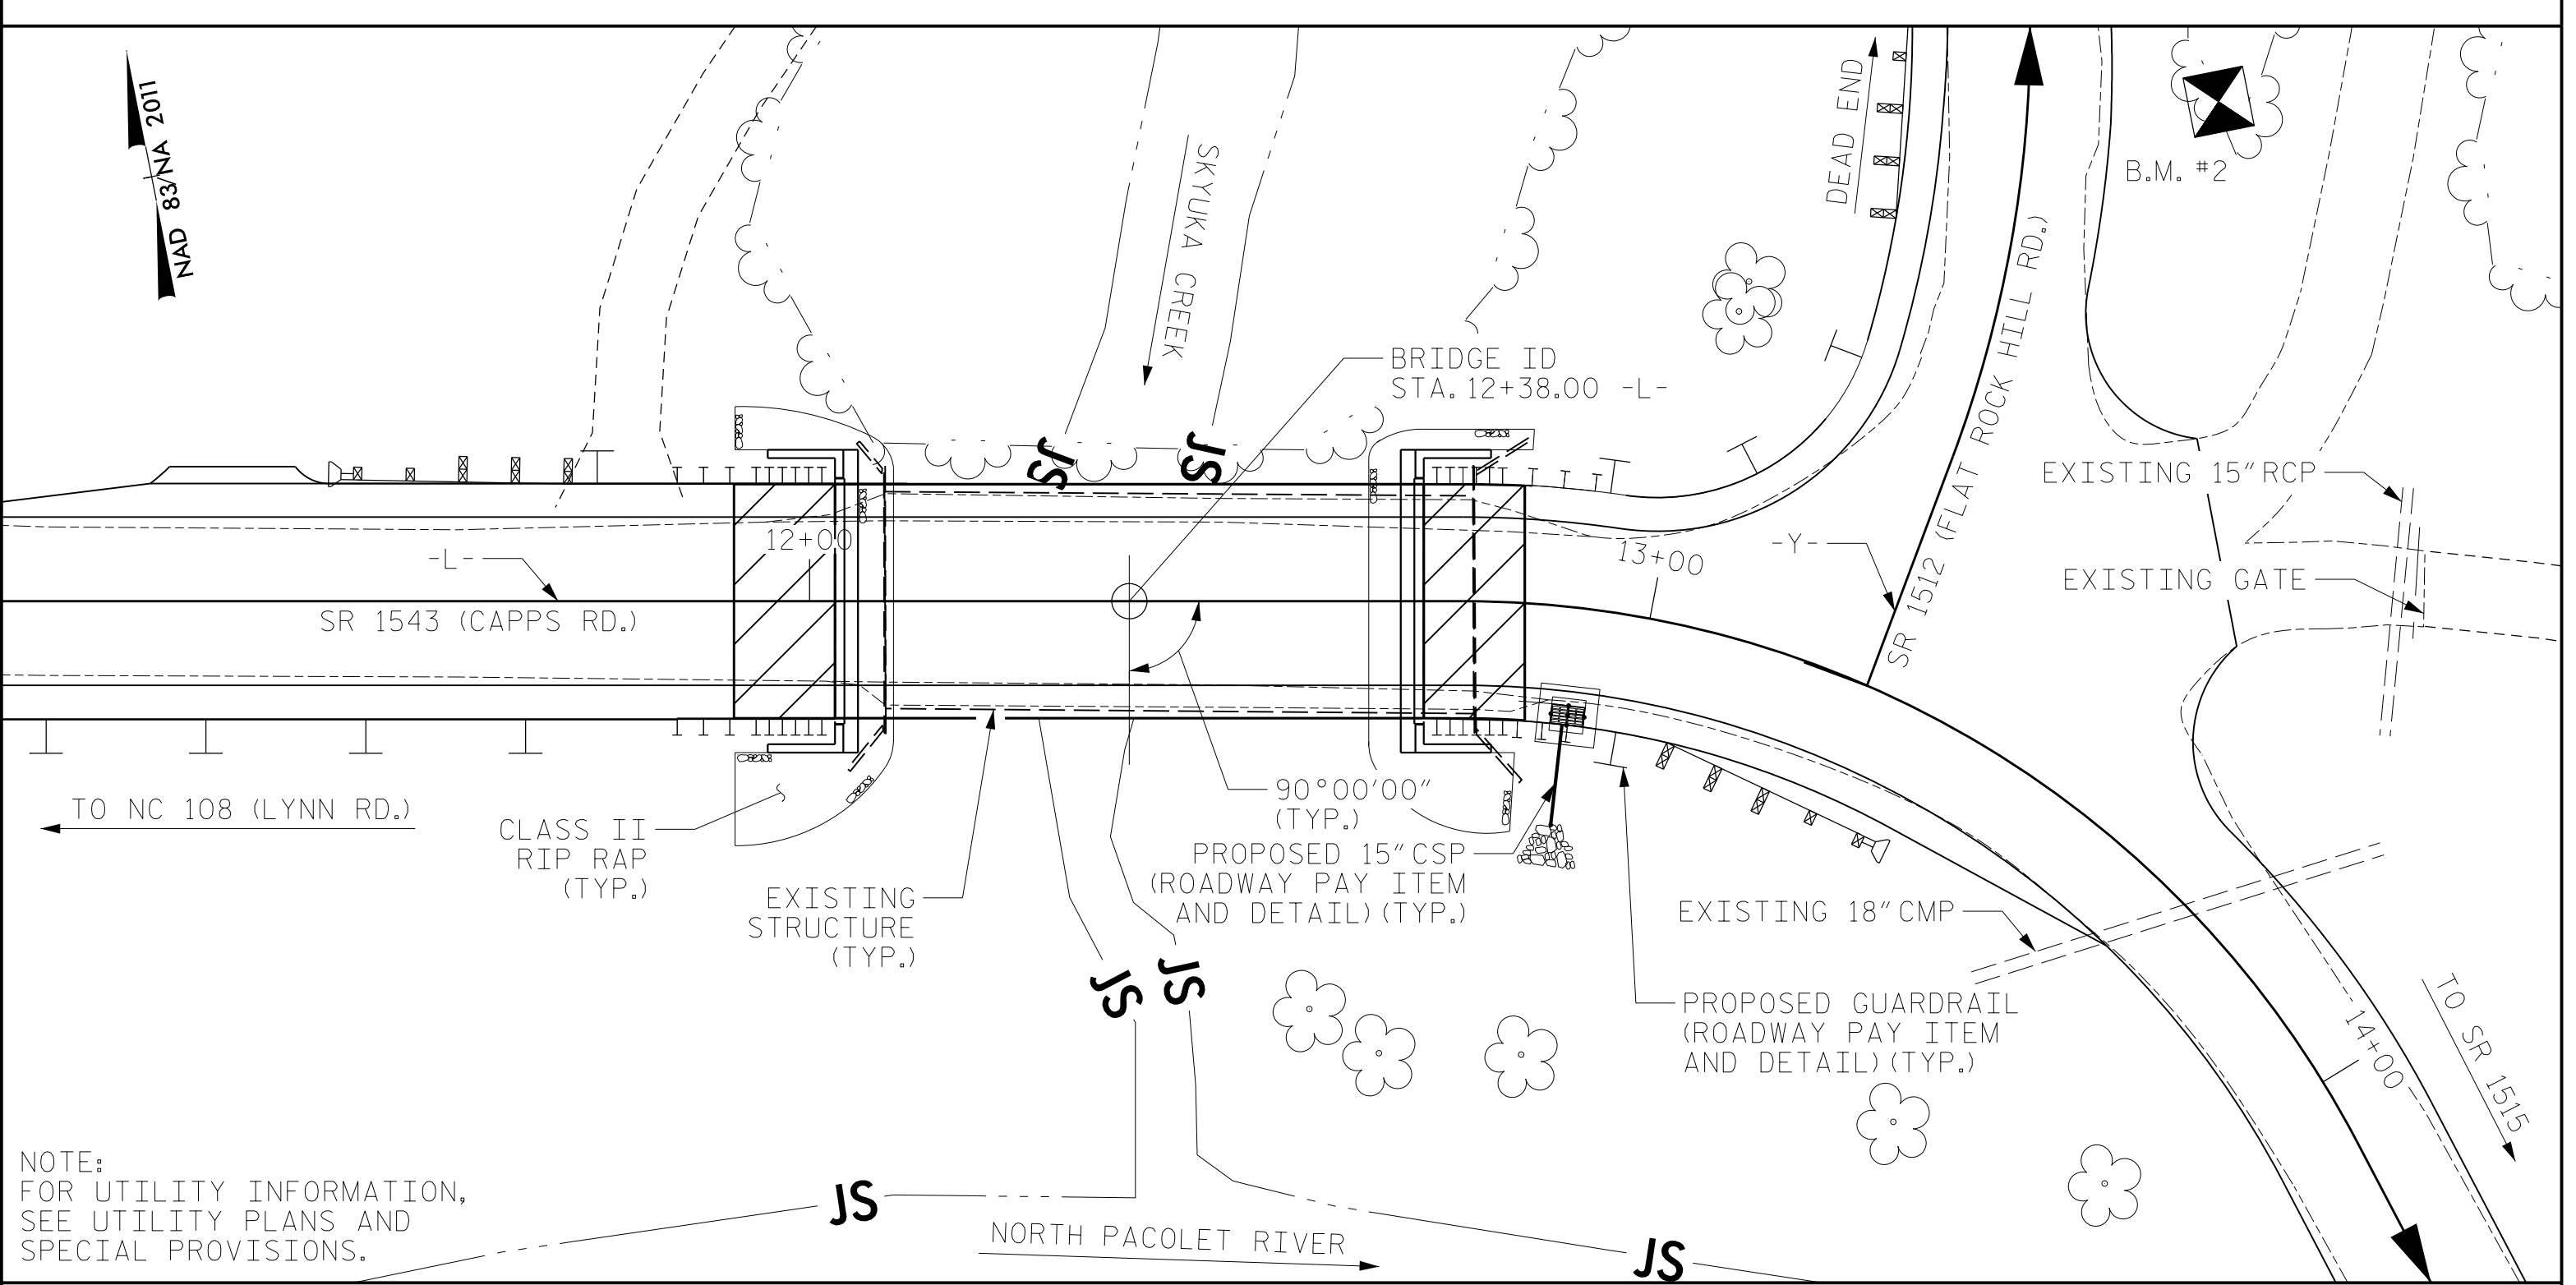 NAD 83/NA 2011
SKYUKA CREEK
DEAD END
B.M. #2
BRIDGE ID
STA. 12+38.00 -L-
SR 1512 (FLAT ROCK HILL RD.)
EXISTING 15" RCP
JS
JS
12+00
-L-
13+00
-Y-
EXISTING GATE
SR 1543 (CAPPS RD.)
TO NC 108 (LYNN RD.)
CLASS II
RIP RAP
(TYP.)
EXISTING
STRUCTURE
(TYP.)
90°00'00"
(TYP.)
PROPOSED 15" CSP
(ROADWAY PAY ITEM
AND DETAIL) (TYP.)
EXISTING 18" CMP
PROPOSED GUARDRAIL
(ROADWAY PAY ITEM
AND DETAIL) (TYP.)
JS
JS
14+00
TO SR 1515
NOTE:
FOR UTILITY INFORMATION,
SEE UTILITY PLANS AND
SPECIAL PROVISIONS.
JS
NORTH PACOLET RIVER
JS